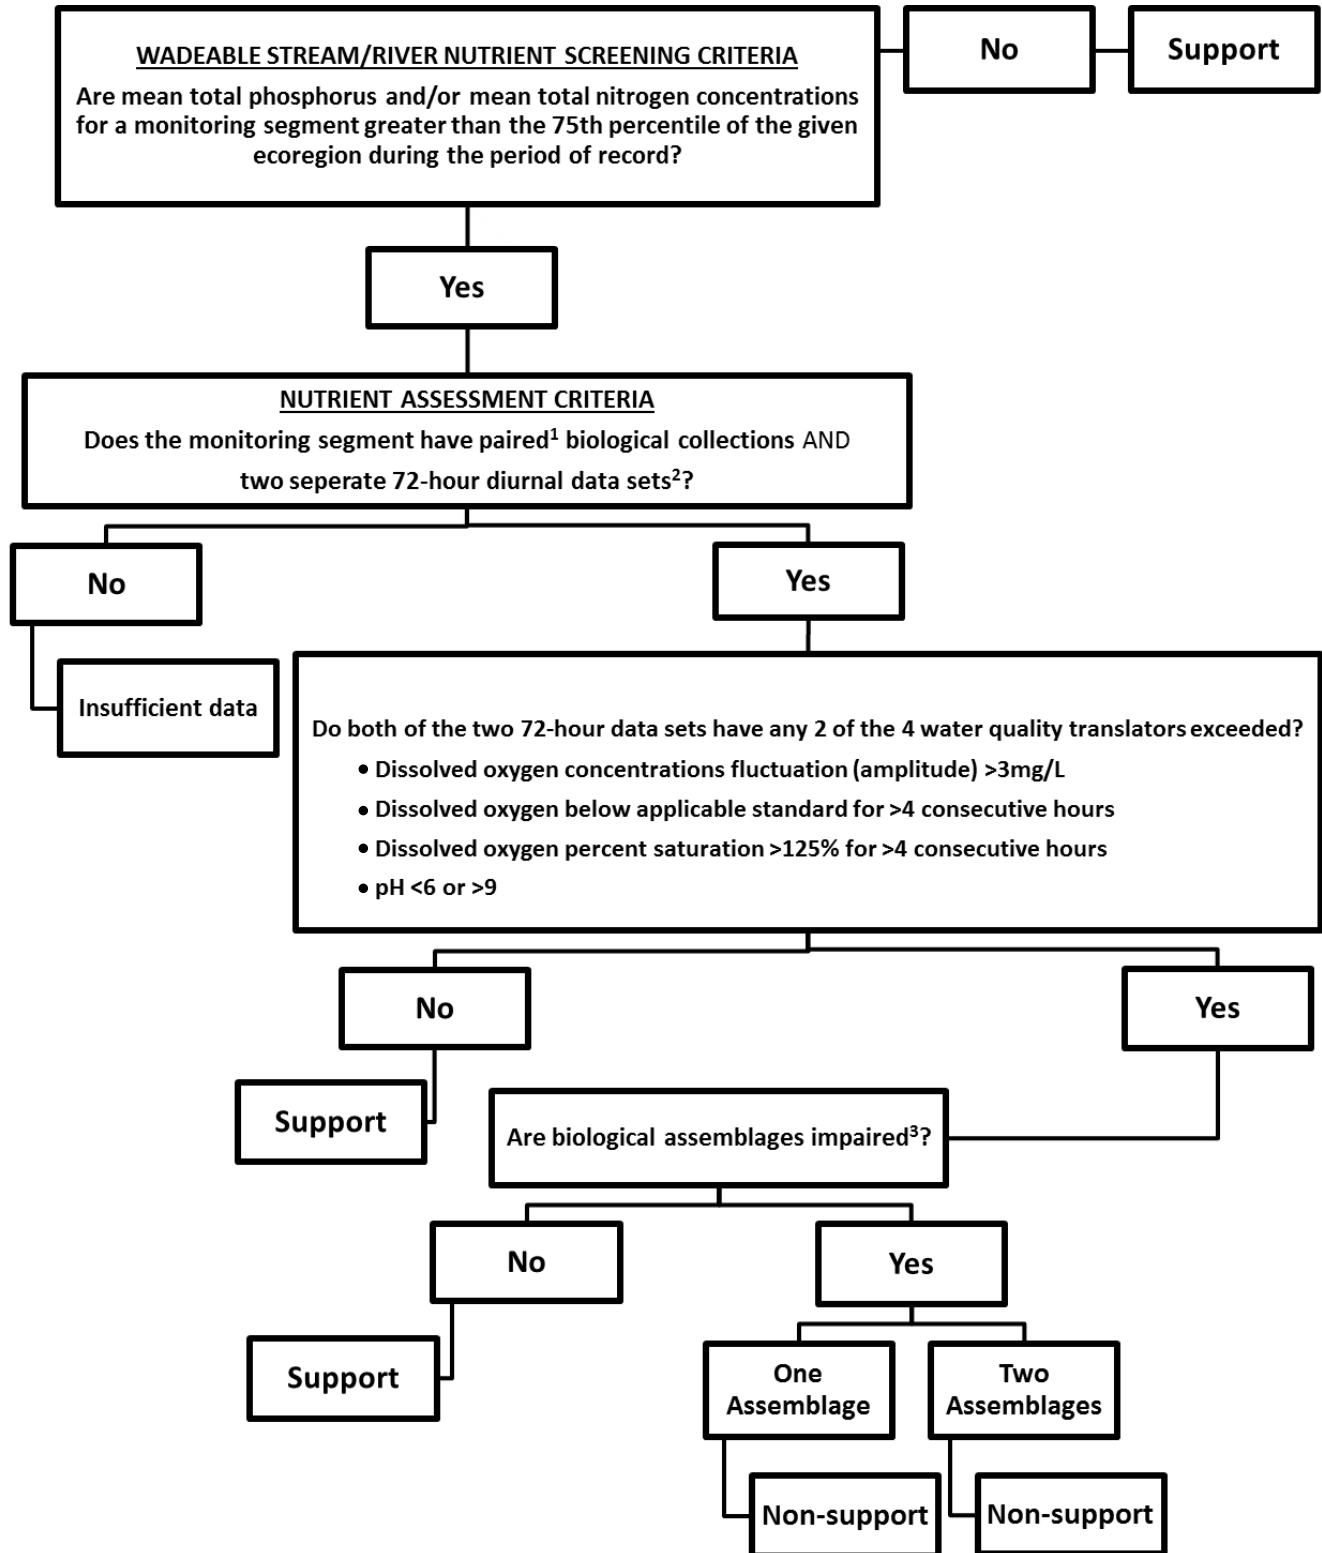 WADEABLE STREAM/RIVER NUTRIENT SCREENING CRITERIA
Are mean total phosphorus and/or mean total nitrogen concentrations
for a monitoring segment greater than the 75th percentile of the given
ecoregion during the period of record?
No
Support
Yes
NUTRIENT ASSESSMENT CRITERIA
Does the monitoring segment have paired¹ biological collections AND
two seperate 72-hour diurnal data sets²?
No
Yes
Insufficient data
Do both of the two 72-hour data sets have any 2 of the 4 water quality translators exceeded?
• Dissolved oxygen concentrations fluctuation (amplitude) >3mg/L
• Dissolved oxygen below applicable standard for >4 consecutive hours
• Dissolved oxygen percent saturation >125% for >4 consecutive hours
• pH <6 or >9
No
Yes
Support
Are biological assemblages impaired³?
No
Yes
Support
One
Assemblage
Two
Assemblages
Non-support
Non-support